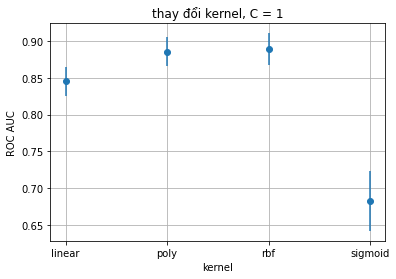 thay đổi kernel, C = 1
0.90
0.85
0.80
0.75
0.70
0.65
ROC AUC
linear
poly
rbf
sigmoid
kernel